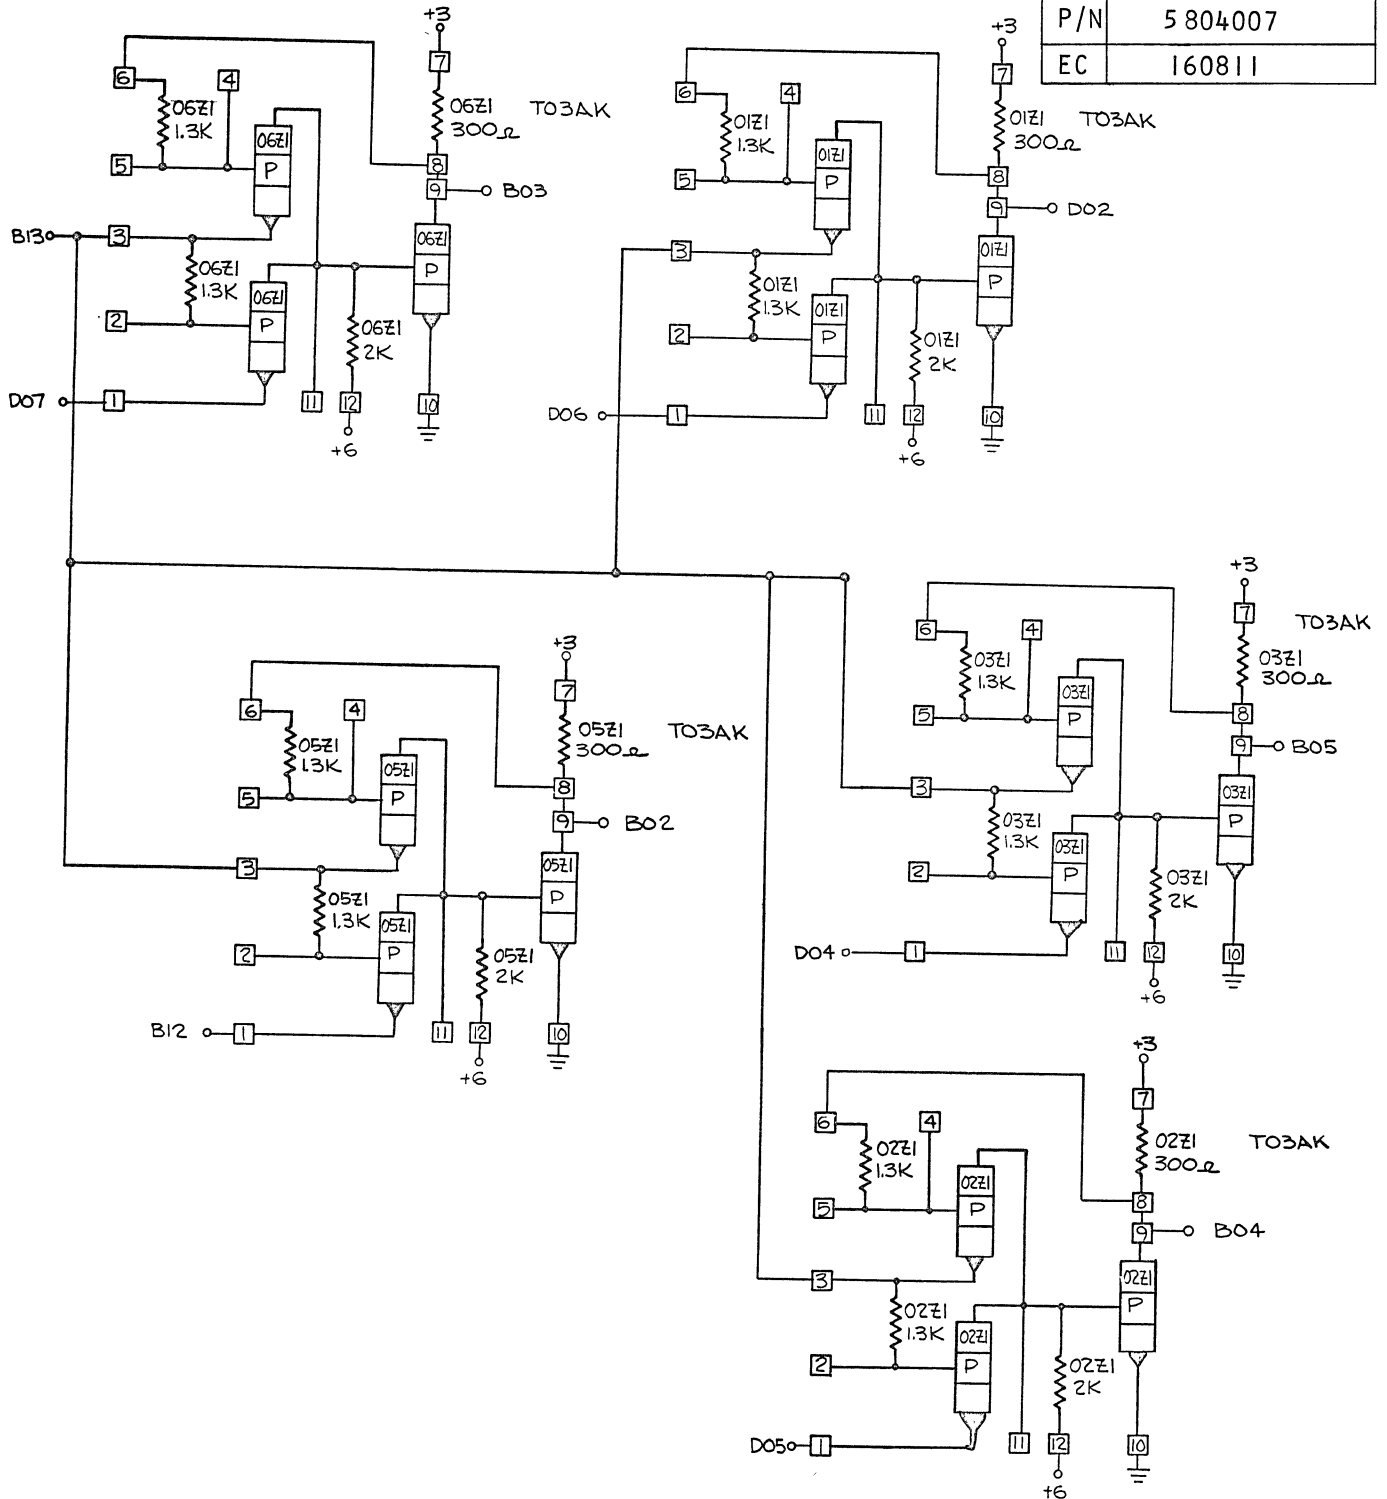 P/N 5804007
EC 160811
+3
7
6
4
06Z1
1.3K
06Z1
300Ω
T03AK
06Z1
P
5
8
9
B03
B13
3
06Z1
P
06Z1
1.3K
06Z1
P
2
06Z1
2K
D07
1
11
12
10
+6
+3
7
6
4
01Z1
1.3K
01Z1
300Ω
T03AK
01Z1
P
5
8
9
D02
3
01Z1
P
01Z1
1.3K
01Z1
P
2
01Z1
2K
D06
1
11
12
10
+6
+3
7
6
4
05Z1
1.3K
05Z1
300Ω
T03AK
05Z1
P
5
8
9
B02
3
05Z1
P
05Z1
1.3K
05Z1
P
2
05Z1
2K
B12
1
11
12
10
+6
+3
7
6
4
03Z1
1.3K
03Z1
300Ω
T03AK
03Z1
P
5
8
9
B05
3
03Z1
P
03Z1
1.3K
03Z1
P
2
03Z1
2K
D04
1
11
12
10
+6
+3
7
6
4
02Z1
1.3K
02Z1
300Ω
T03AK
02Z1
P
5
8
9
B04
3
02Z1
P
02Z1
1.3K
02Z1
P
2
02Z1
2K
D05
1
11
12
10
+6